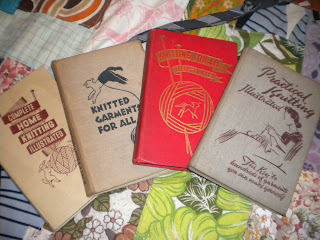 COMPLETE
HOME
KNITTING
ILLUSTRATED
KNITTED
GARMENTS
FOR ALL
ILLUSTRATED
Practical
Knitting
Illustrated
The Key to
hundreds of garments
you can make yourself